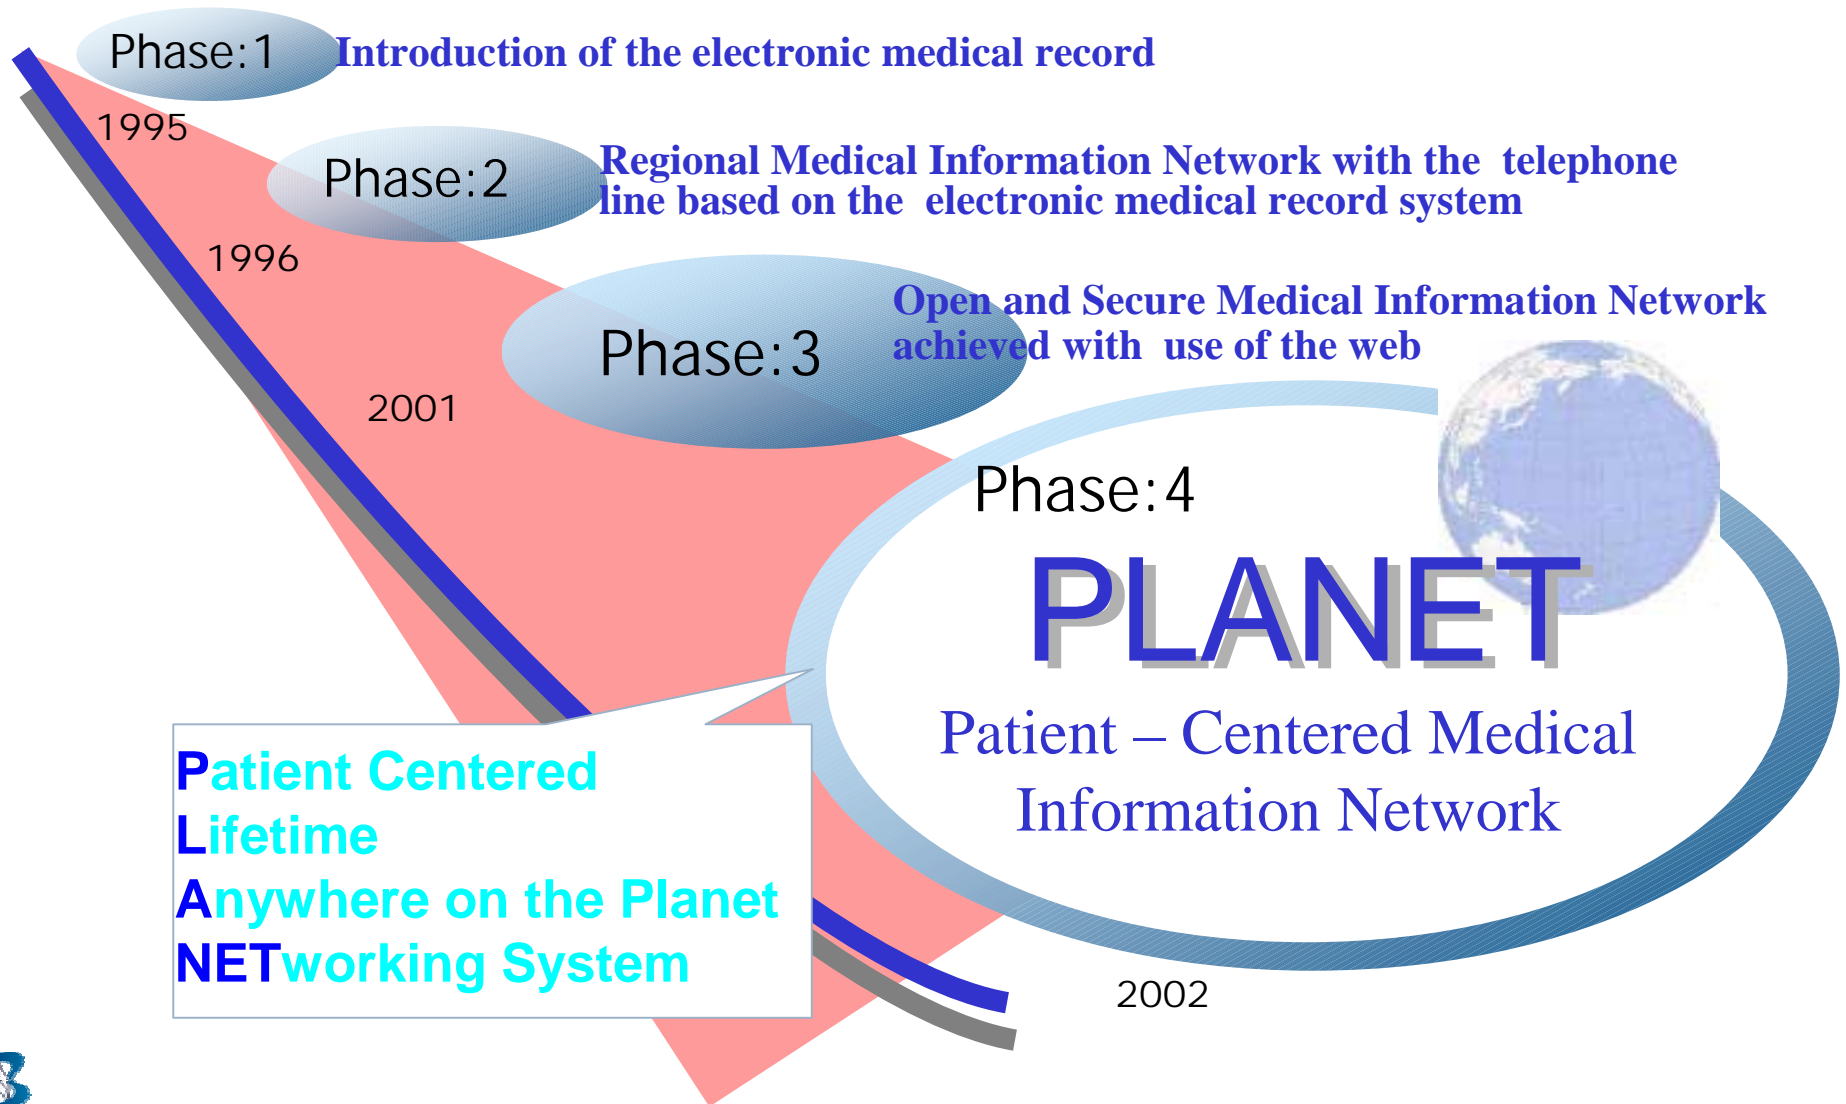 Phase:1
Introduction of the electronic medical record
1995
Phase:2
Regional Medical Information Network with the telephone
line based on the electronic medical record system
1996
Phase:3
Open and Secure Medical Information Network
achieved with use of the web
2001
Phase:4
PLANET
Patient – Centered Medical
Information Network
Patient Centered
Lifetime
Anywhere on the Planet
NETworking System
2002